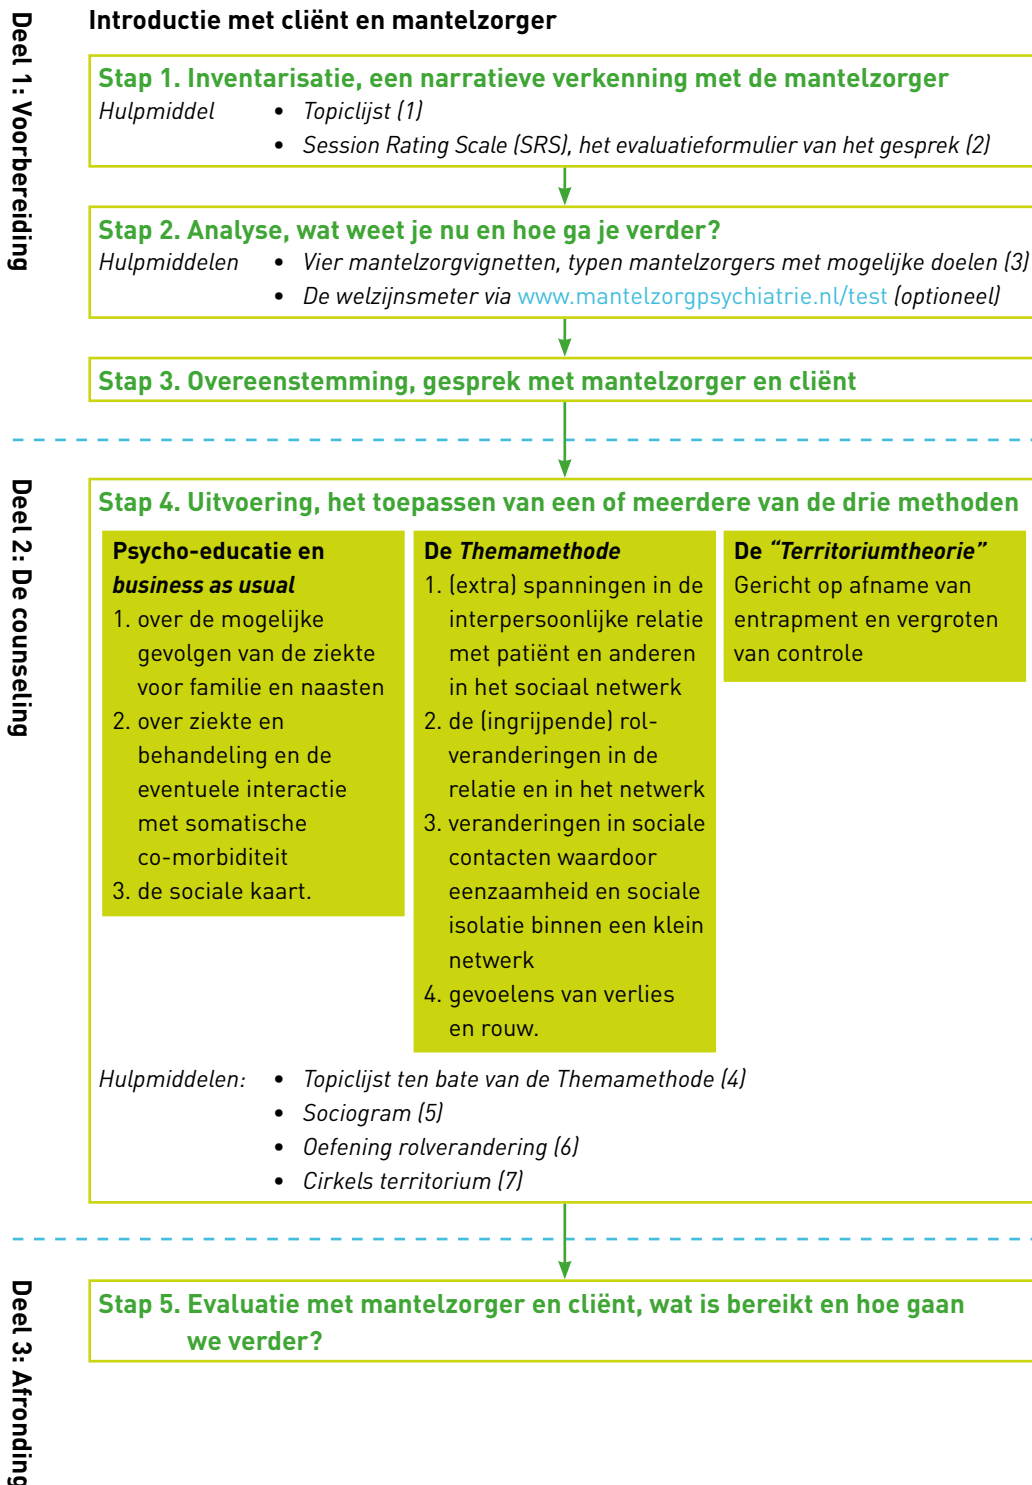 Deel 1: Voorbereiding
Introductie met cliënt en mantelzorger
Stap 1. Inventarisatie, een narratieve verkenning met de mantelzorger
Hulpmiddel • Topiclijst (1)
• Session Rating Scale (SRS), het evaluatieformulier van het gesprek (2)
Stap 2. Analyse, wat weet je nu en hoe ga je verder?
Hulpmiddelen • Vier mantelzorgvignetten, typen mantelzorgers met mogelijke doelen (3)
• De welzijnsmeter via www.mantelzorgpsychiatrie.nl/test (optioneel)
Stap 3. Overeenstemming, gesprek met mantelzorger en cliënt
Deel 2: De counseling
Stap 4. Uitvoering, het toepassen van een of meerdere van de drie methoden
Psycho-educatie en
business as usual
1. over de mogelijke
gevolgen van de ziekte
voor familie en naasten
2. over ziekte en
behandeling en de
eventuele interactie
met somatische
co-morbiditeit
3. de sociale kaart.
De Themamethode
1. (extra) spanningen in de
interpersoonlijke relatie
met patiënt en anderen
in het sociaal netwerk
2. de (ingrijpende) rol-
veranderingen in de
relatie en in het netwerk
3. veranderingen in sociale
contacten waardoor
eenzaamheid en sociale
isolatie binnen een klein
netwerk
4. gevoelens van verlies
en rouw.
De “Territoriumtheorie”
Gericht op afname van
entrapment en vergroten
van controle
Hulpmiddelen: • Topiclijst ten bate van de Themamethode (4)
• Sociogram (5)
• Oefening rolverandering (6)
• Cirkels territorium (7)
Deel 3: Afronding
Stap 5. Evaluatie met mantelzorger en cliënt, wat is bereikt en hoe gaan
we verder?